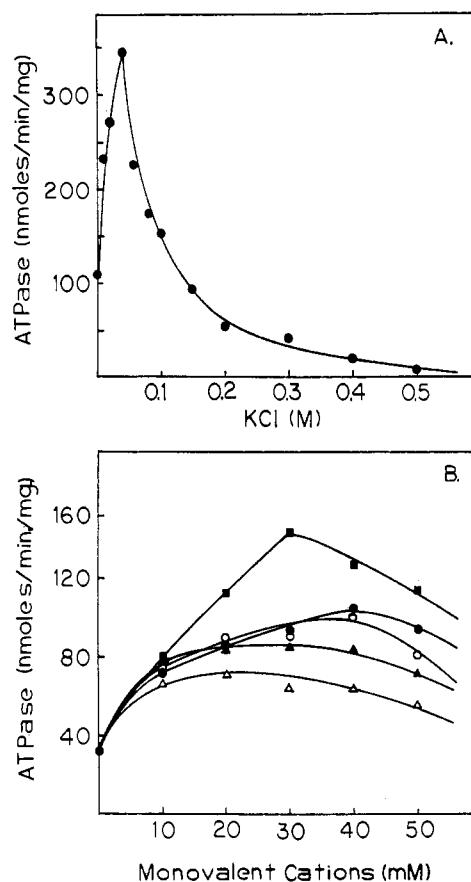 A.
ATPase (nmoles/min/mg)
300
200
100
0.1 0.2 0.3 0.4 0.5
KCl (M)
B.
ATPase (nmoles/min/mg)
160
120
80
40
10 20 30 40 50
Monovalent Cations (mM)